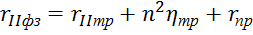 r_{IIфз} = r_{IIтр} + n²η_{тр} + r_{пр}